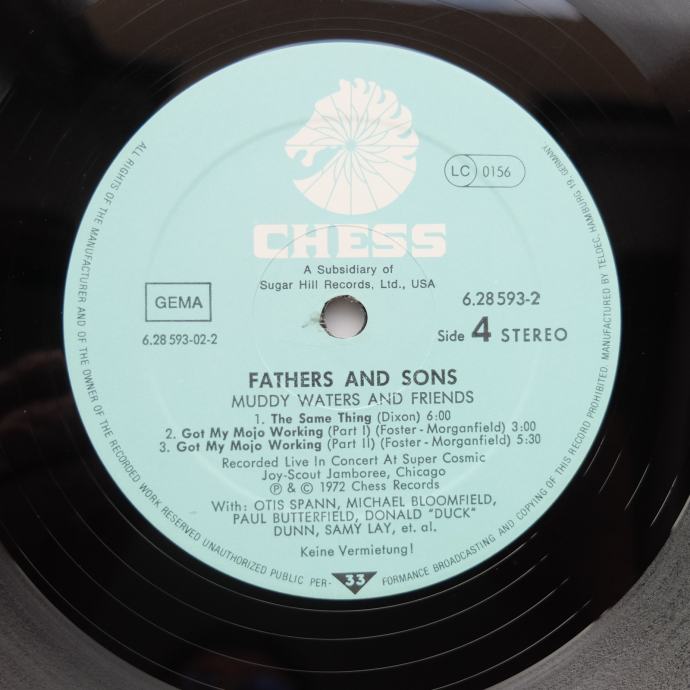 CHESS
LC 0156
A Subsidiary of
Sugar Hill Records, Ltd., USA
GEMA
6.28 593-02-2
6.28 593-2
Side 4 STEREO
FATHERS AND SONS
MUDDY WATERS AND FRIENDS
1. The Same Thing (Dixon) 6:00
2. Got My Mojo Working (Part I) (Foster-Morganfield) 3:00
3. Got My Mojo Working (Part II) (Foster-Morganfield) 5:30
Recorded Live In Concert At Super Cosmic
Joy-Scout Jamboree, Chicago
℗ & © 1972 Chess Records
With: OTIS SPANN, MICHAEL BLOOMFIELD,
PAUL BUTTERFIELD, DONALD "DUCK"
DUNN, SAMY LAY, et. al.
Keine Vermietung!
ALL RIGHTS OF THE MANUFACTURER AND OF THE OWNER OF THE RECORDED WORK RESERVED UNAUTHORIZED PUBLIC PER- 33 FORMANCE BROADCASTING AND COPYING OF THIS RECORD PROHIBITED. MANUFACTURED BY TELDEC, HAMBURG 19, GERMANY